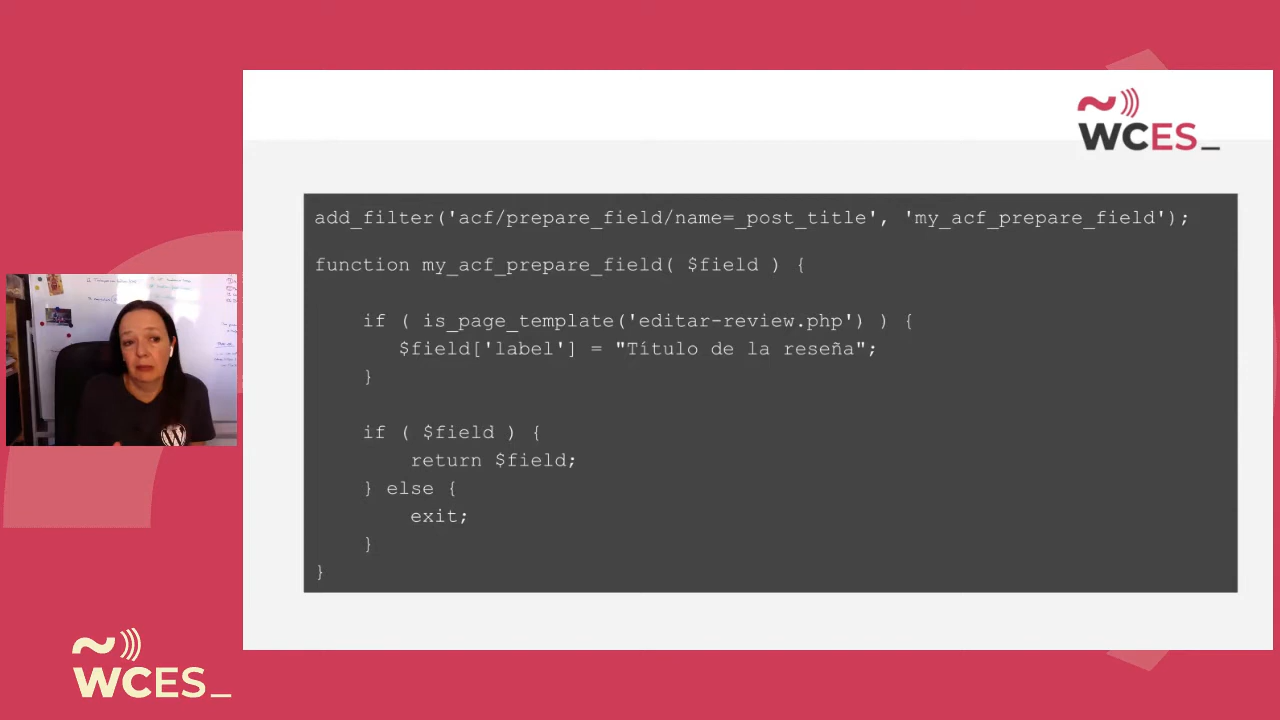 WCES_
add_filter('acf/prepare_field/name=_post_title', 'my_acf_prepare_field');
function my_acf_prepare_field( $field ) {
if ( is_page_template('editar-review.php') ) {
$field['label'] = "Título de la reseña";
}
if ( $field ) {
return $field;
} else {
exit;
}
}
WCES_